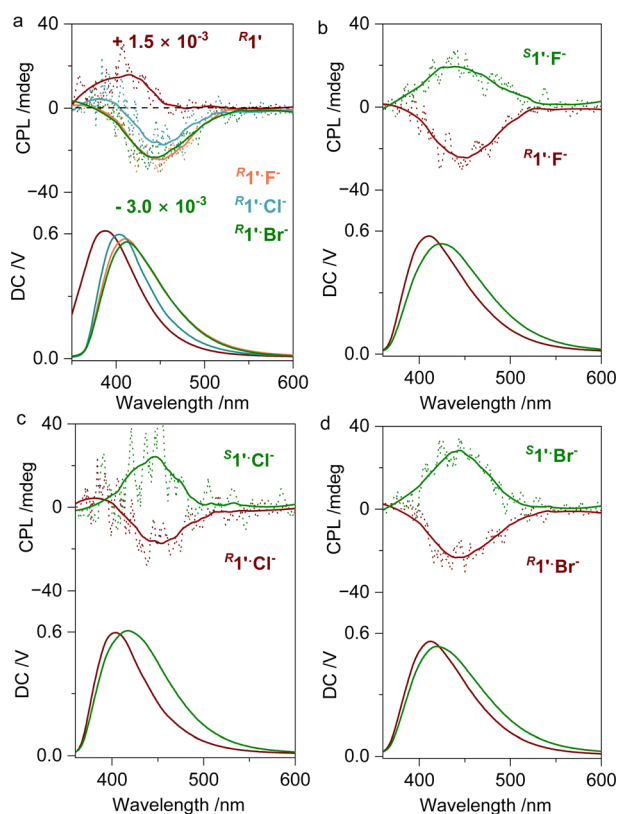 a
40
20
0
−20
−40
CPL /mdeg
+ 1.5 × 10⁻³
ᴿ1'
ᴿ1'·F⁻
ᴿ1'·Cl⁻
ᴿ1'·Br⁻
- 3.0 × 10⁻³
0.6
0.0
DC /V
400 500 600
Wavelength /nm
b
40
0
−40
CPL /mdeg
ˢ1'·F⁻
ᴿ1'·F⁻
0.6
0.0
DC /V
400 500 600
Wavelength /nm
c
40
0
−40
CPL /mdeg
ˢ1'·Cl⁻
ᴿ1'·Cl⁻
0.6
0.0
DC /V
400 500 600
Wavelength /nm
d
40
0
−40
CPL /mdeg
ˢ1'·Br⁻
ᴿ1'·Br⁻
0.6
0.0
DC /V
400 500 600
Wavelength /nm